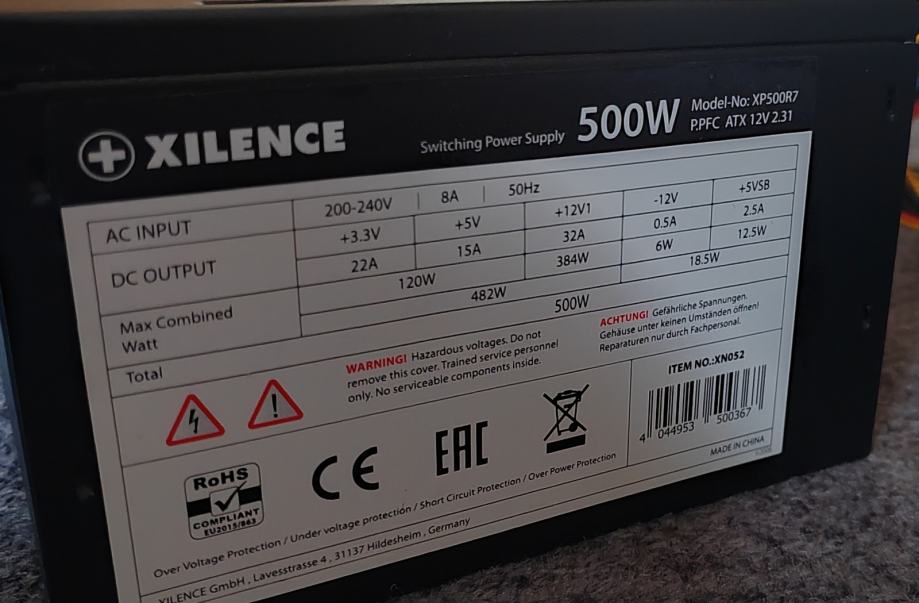 XILENCE
Switching Power Supply 500W
Model-No: XP500R7
P.PFC ATX 12V 2.31
AC INPUT 200-240V | 8A | 50Hz
DC OUTPUT +3.3V +5V +12V1 -12V +5VSB
22A 15A 32A 0.5A 2.5A
Max Combined Watt 120W 384W 6W 12.5W
482W 18.5W
Total 500W
WARNING! Hazardous voltages. Do not
remove this cover. Trained service personnel
only. No serviceable components inside.
ACHTUNG! Gefährliche Spannungen.
Gehäuse unter keinen Umständen öffnen!
Reparaturen nur durch Fachpersonal.
ITEM NO.:XN052
4 044953 500367
MADE IN CHINA
RoHS
COMPLIANT
EU2015/863
CE
EAC
Over Voltage Protection / Under voltage protection / Short Circuit Protection / Over Power Protection
XILENCE GmbH , Lavesstrasse 4 , 31137 Hildesheim , Germany